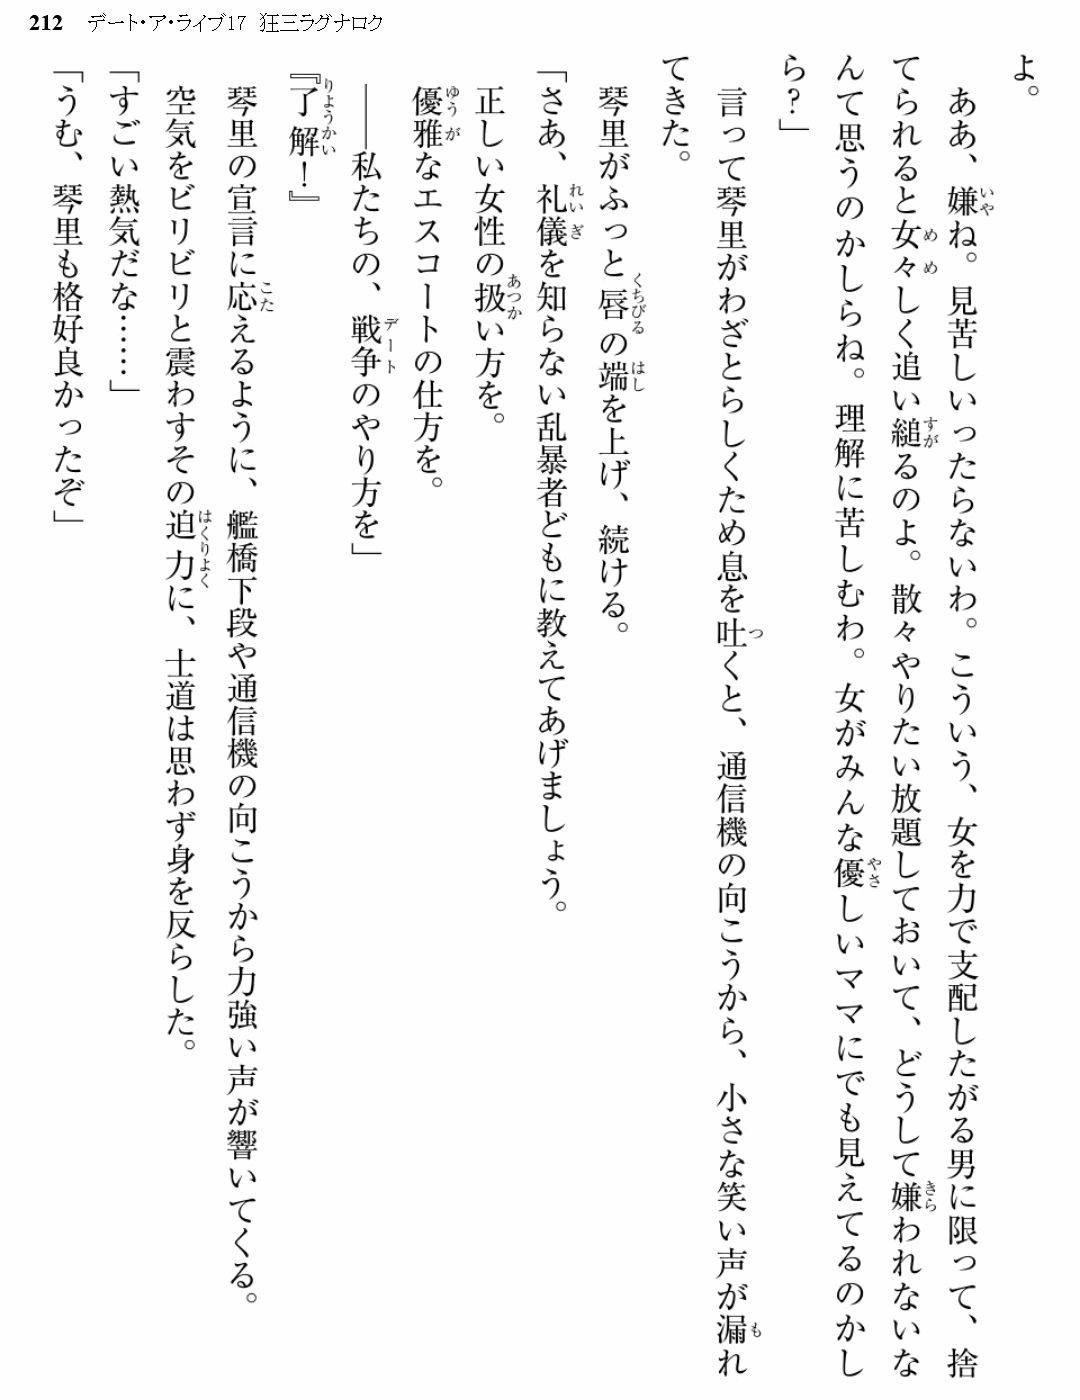 212 デート・ア・ライブ17 狂三ラグナロク
よ。
ああ、嫌ね。見苦しいったらないわ。こういう、女を力で支配したがる男に限って、捨
てられると女々しく追い縋るのよ。散々やりたい放題しておいて、どうして嫌われないな
んて思うのかしらね。理解に苦しむわ。女がみんな優しいママにでも見えてるのかし
ら?」
言って琴里がわざとらしくため息を吐くと、通信機の向こうから、小さな笑い声が漏れ
てきた。
琴里がふっと唇の端を上げ、続ける。
「さあ、礼儀を知らない乱暴者どもに教えてあげましょう。
正しい女性の扱い方を。
優雅なエスコートの仕方を。
――私たちの、戦争のやり方を」
『了解!』
琴里の宣言に応えるように、艦橋下段や通信機の向こうから力強い声が響いてくる。
空気をビリビリと震わすその迫力に、士道は思わず身を反らした。
「すごい熱気だな……」
「うむ、琴里も格好良かったぞ」